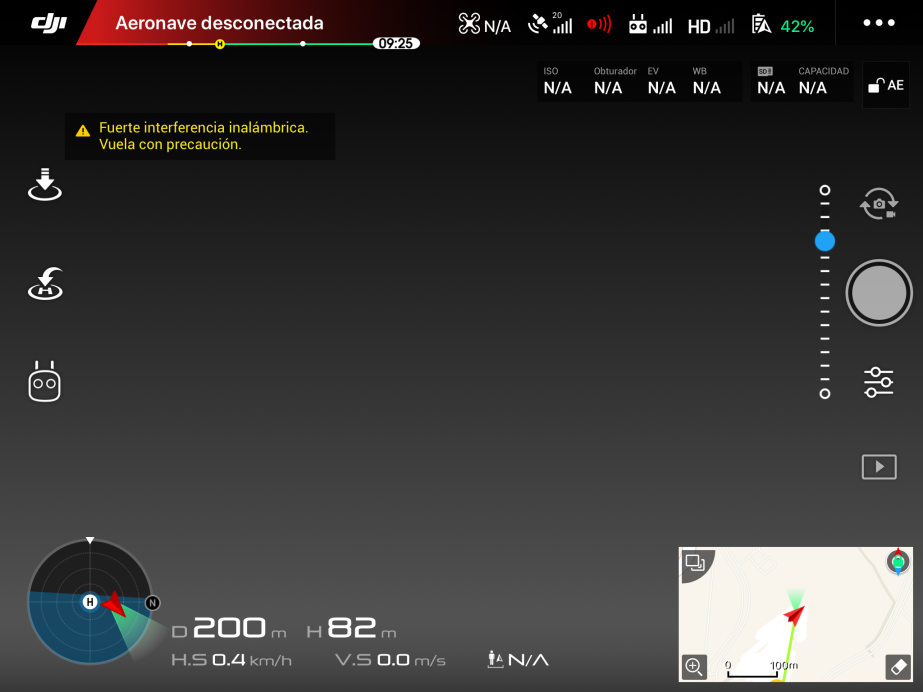 dji
Aeronave desconectada
N/A
20
HD
42%
09:25
ISO
N/A
Obturador
N/A
EV
N/A
WB
N/A
SD
N/A
CAPACIDAD
N/A
AE
Fuerte interferencia inalámbrica.
Vuela con precaución.
H
N
D 200 m
H 82 m
H.S 0.4 km/h
V.S 0.0 m/s
N/A
0
100m